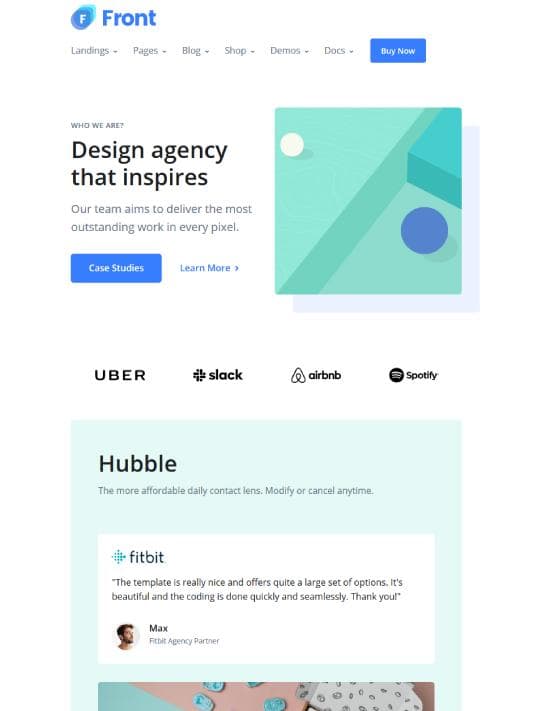 Front
Landings Pages Blog Shop Demos Docs Buy Now
WHO WE ARE?
Design agency
that inspires
Our team aims to deliver the most
outstanding work in every pixel.
Case Studies Learn More
UBER slack airbnb Spotify
Hubble
The more affordable daily contact lens. Modify or cancel anytime.
fitbit
"The template is really nice and offers quite a large set of options. It's
beautiful and the coding is done quickly and seamlessly. Thank you!"
Max
Fitbit Agency Partner